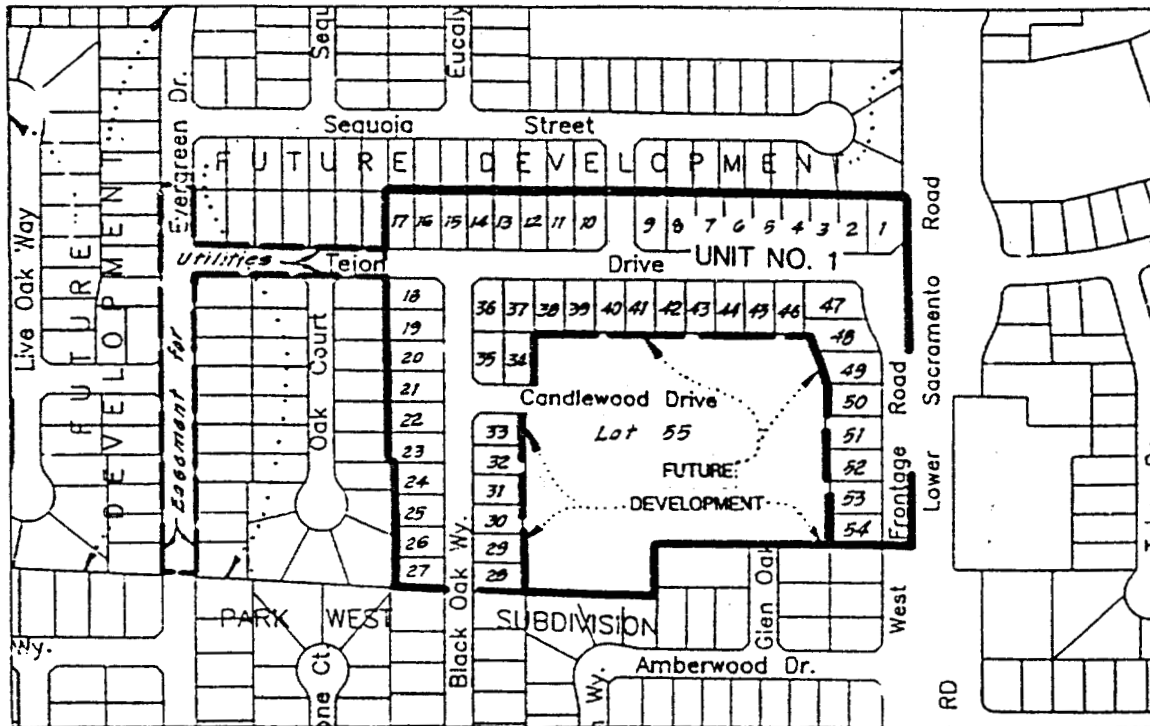 Sequ
Eucaly
Evergreen Dr.
Sequoia Street
FUTURE DEVELOPMENT
Live Oak Way
FUTURE DEVELOPMENT
17 16 15 14 13 12 11 10 9 8 7 6 5 4 3 2 1
UNIT NO. 1
Utilities
Teion Drive
Easement for
Oak Court
18
19
20
21
22
23
24
25
26
27
36 37 38 39 40 41 42 43 44 45 46 47
35 34
48
49
50
51
52
53
54
Candlewood Drive
Lot 55
FUTURE
DEVELOPMENT
33
32
31
30
29
28
Black Oak Wy
Frontage Road
West
Lower Sacramento Road
Glen Oak
PARK WEST SUBDIVISION
Wy.
one Ct.
n Wy.
Amberwood Dr.
RD